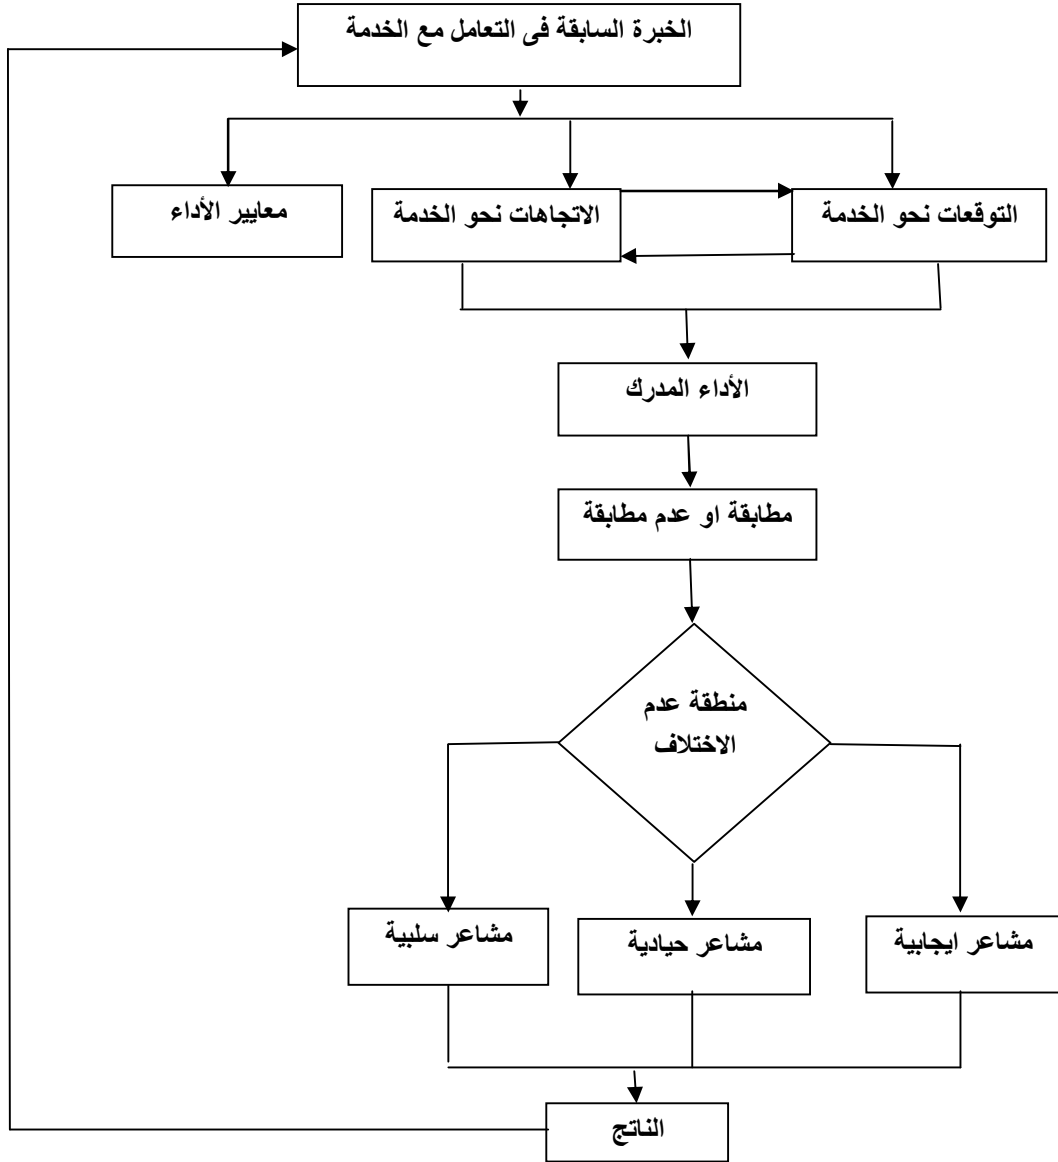 الخبرة السابقة فى التعامل مع الخدمة
التوقعات نحو الخدمة
الاتجاهات نحو الخدمة
معايير الأداء
الأداء المدرك
مطابقة او عدم مطابقة
منطقة عدم
الاختلاف
مشاعر ايجابية
مشاعر حيادية
مشاعر سلبية
الناتج